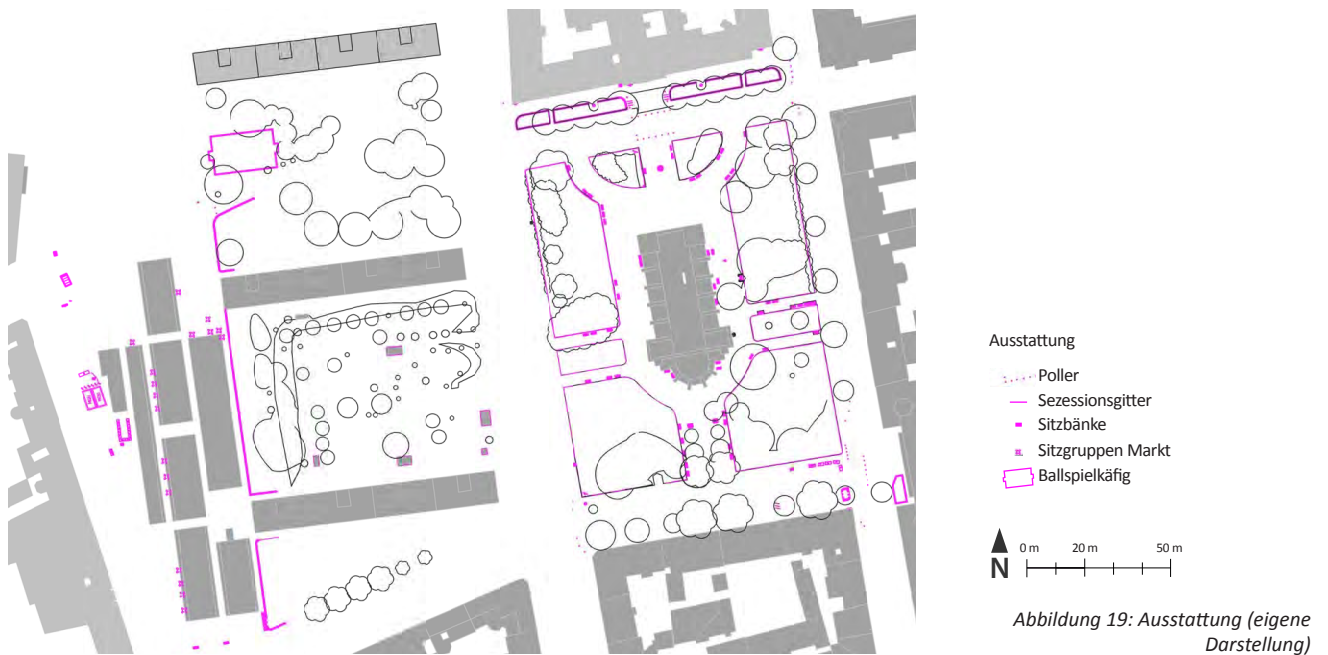 Ausstattung
Poller
Sezessionsgitter
Sitzbänke
Sitzgruppen Markt
Ballspielkäfig
N
0 m 20 m 50 m
Abbildung 19: Ausstattung (eigene
Darstellung)